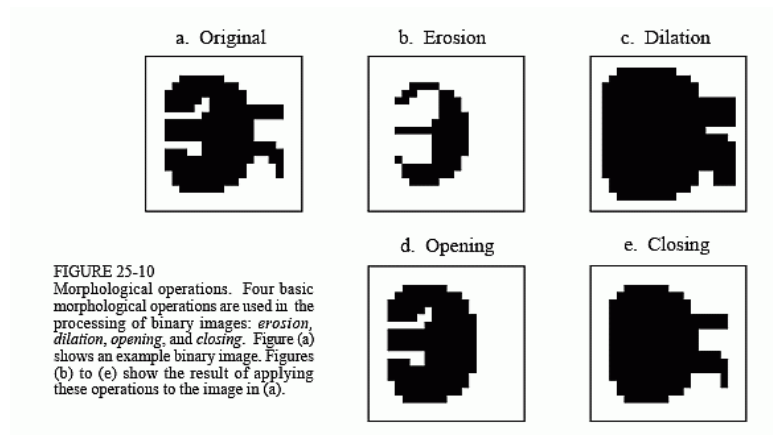 a. Original
b. Erosion
c. Dilation
d. Opening
e. Closing
FIGURE 25-10
Morphological operations. Four basic
morphological operations are used in the
processing of binary images: erosion,
dilation, opening, and closing. Figure (a)
shows an example binary image. Figures
(b) to (e) show the result of applying
these operations to the image in (a).